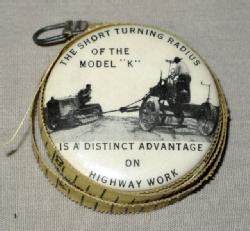 THE SHORT TURNING RADIUS
OF THE
MODEL "K"
IS A DISTINCT ADVANTAGE
ON
HIGHWAY WORK